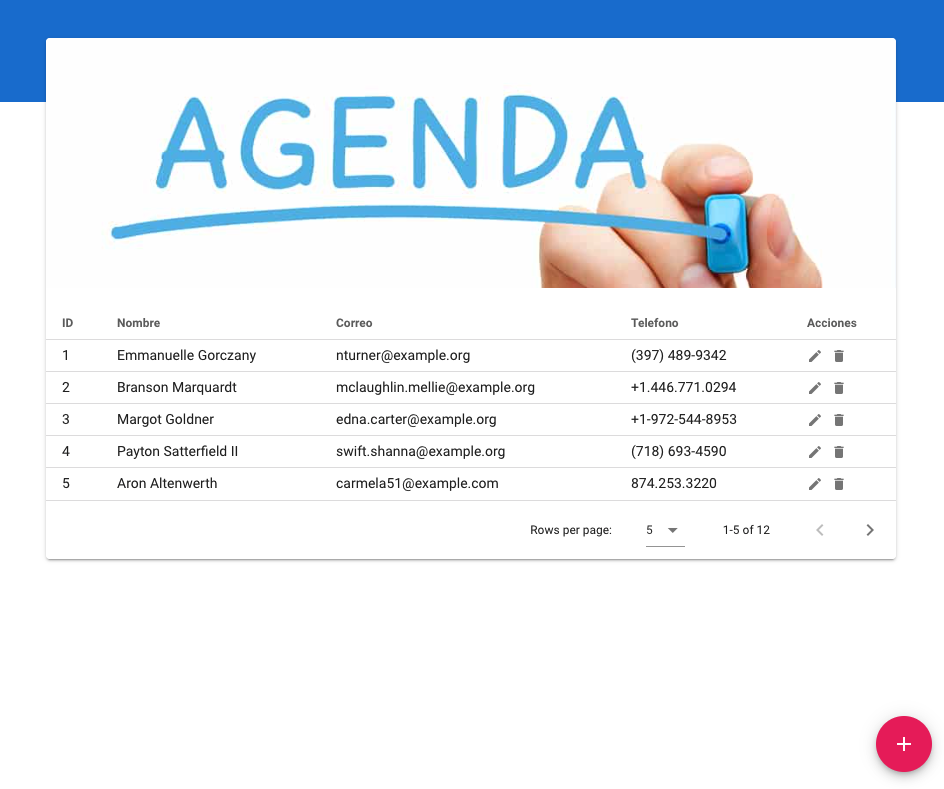 AGENDA
ID Nombre Correo Telefono Acciones
1 Emmanuelle Gorczany nturner@example.org (397) 489-9342
2 Branson Marquardt mclaughlin.mellie@example.org +1.446.771.0294
3 Margot Goldner edna.carter@example.org +1-972-544-8953
4 Payton Satterfield II swift.shanna@example.org (718) 693-4590
5 Aron Altenwerth carmela51@example.com 874.253.3220
Rows per page: 5 1-5 of 12